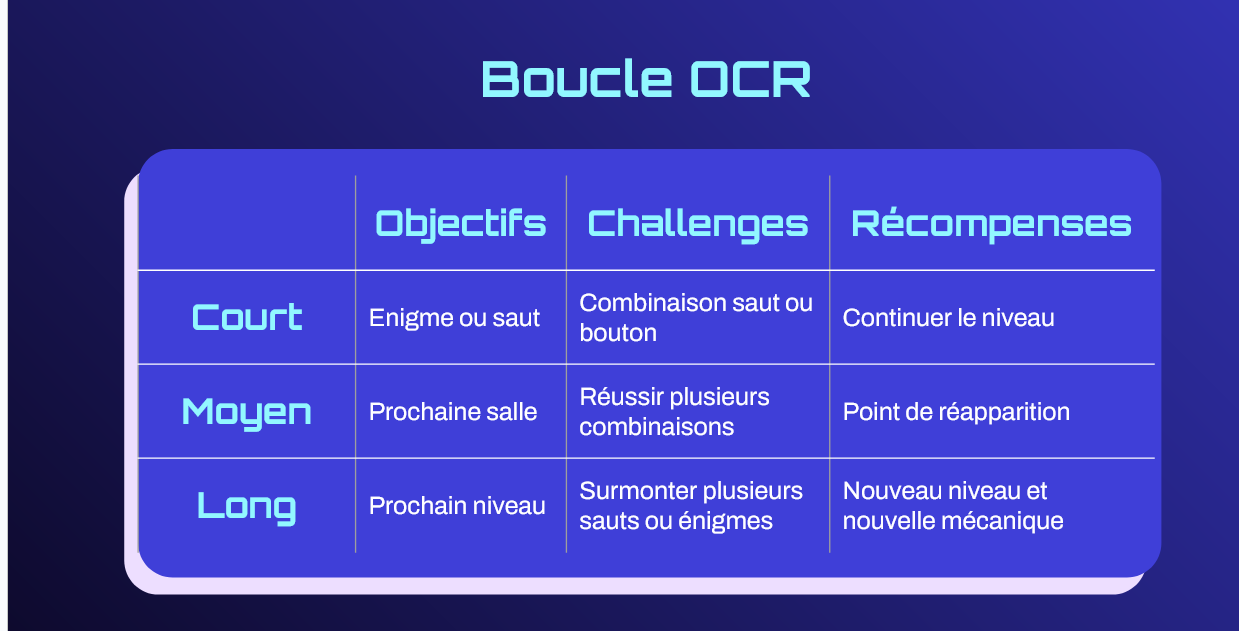 Boucle OCR
Objectifs Challenges Récompenses
Court Enigme ou saut Combinaison saut ou bouton Continuer le niveau
Moyen Prochaine salle Réussir plusieurs combinaisons Point de réapparition
Long Prochain niveau Surmonter plusieurs sauts ou énigmes Nouveau niveau et nouvelle mécanique